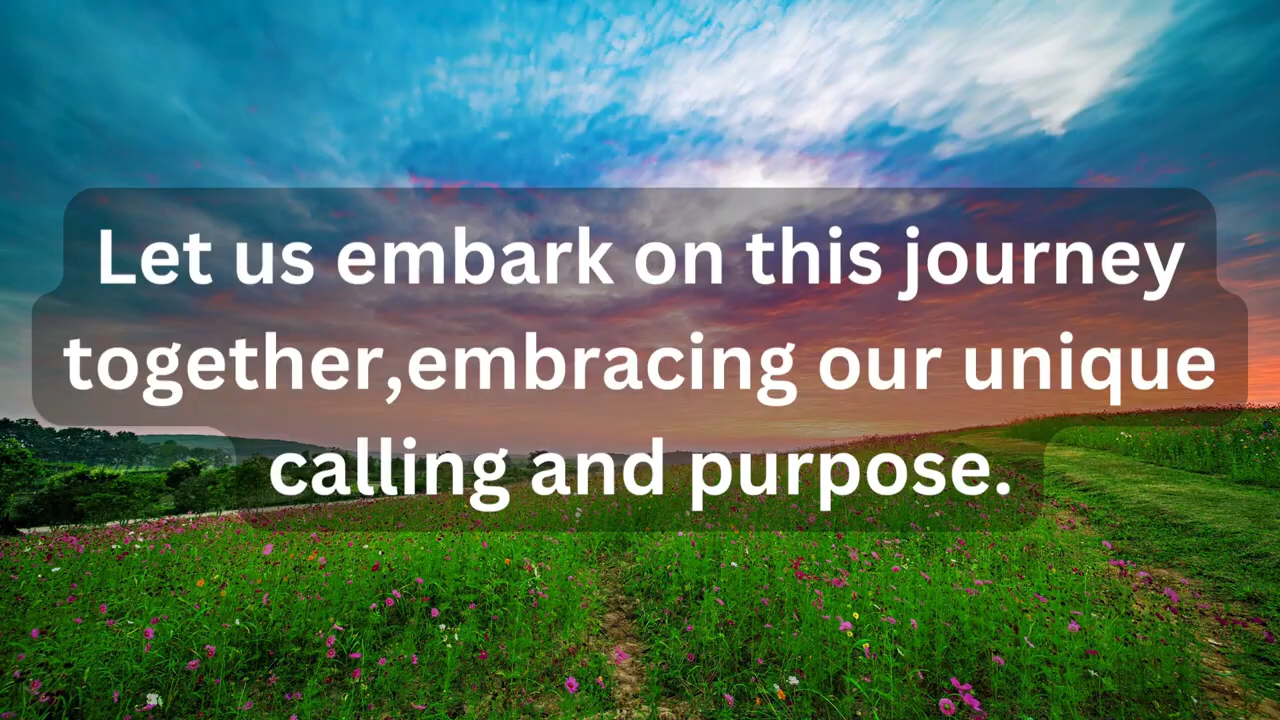 Let us embark on this journey
together,embracing our unique
calling and purpose.